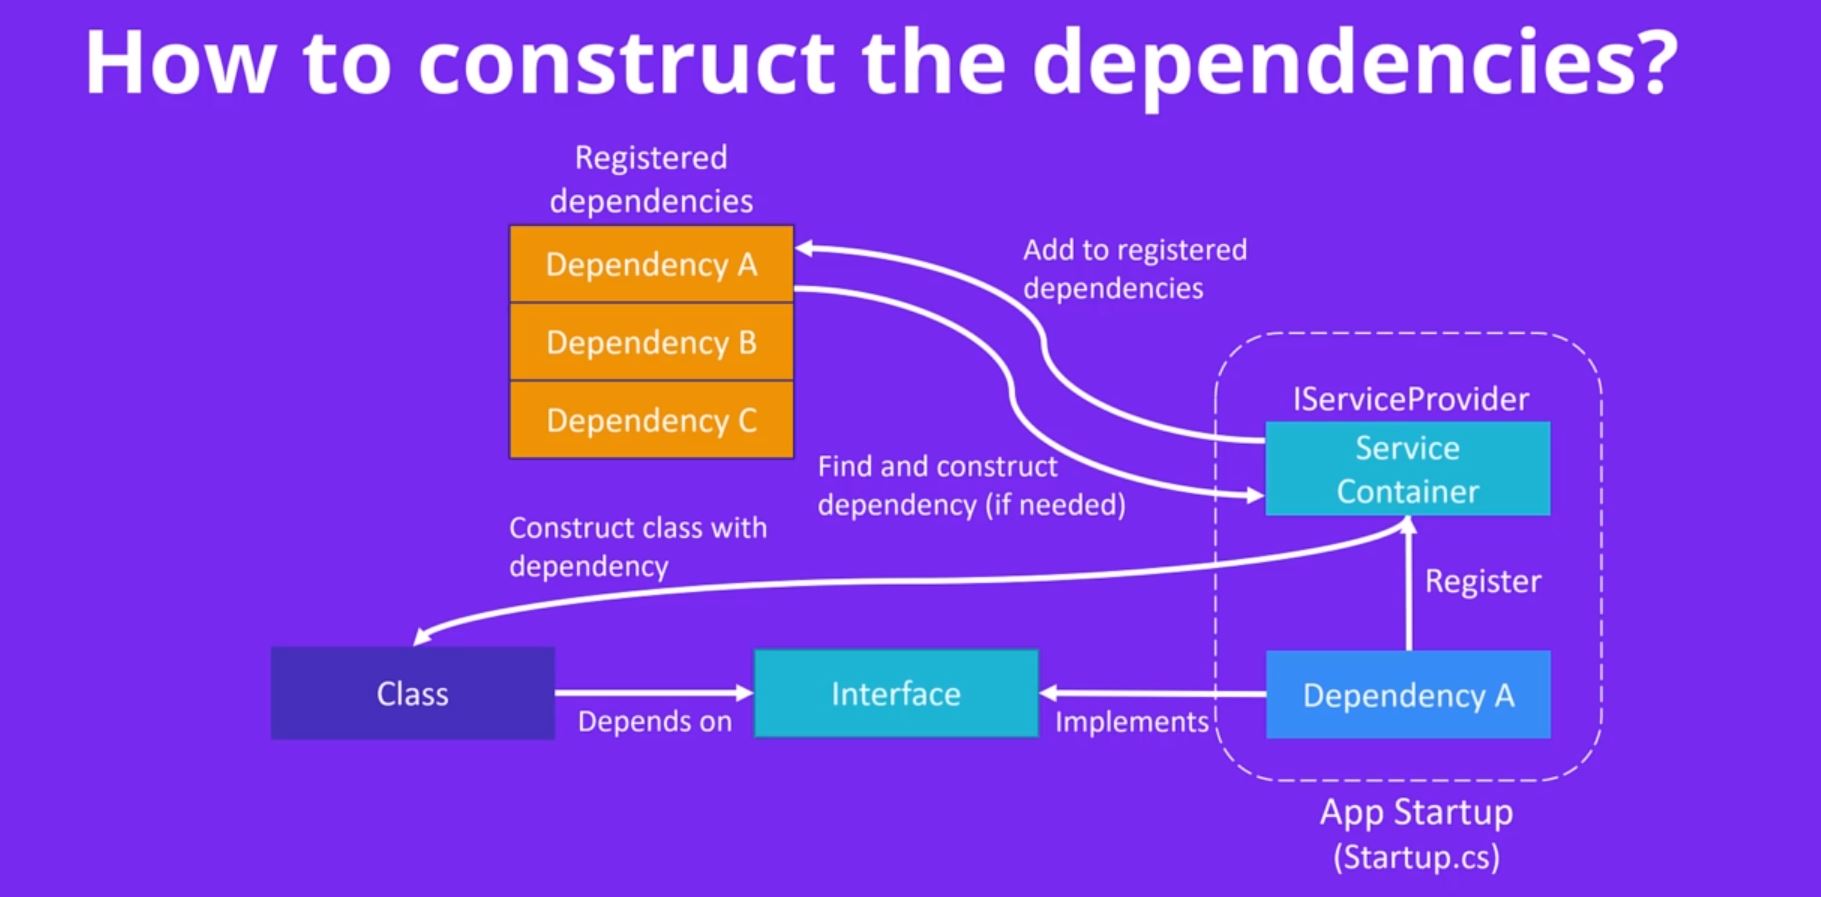 How to construct the dependencies?
Registered
dependencies
Dependency A
Dependency B
Dependency C
Add to registered
dependencies
Find and construct
dependency (if needed)
IServiceProvider
Service
Container
Construct class with
dependency
Register
Class
Depends on
Interface
Implements
Dependency A
App Startup
(Startup.cs)